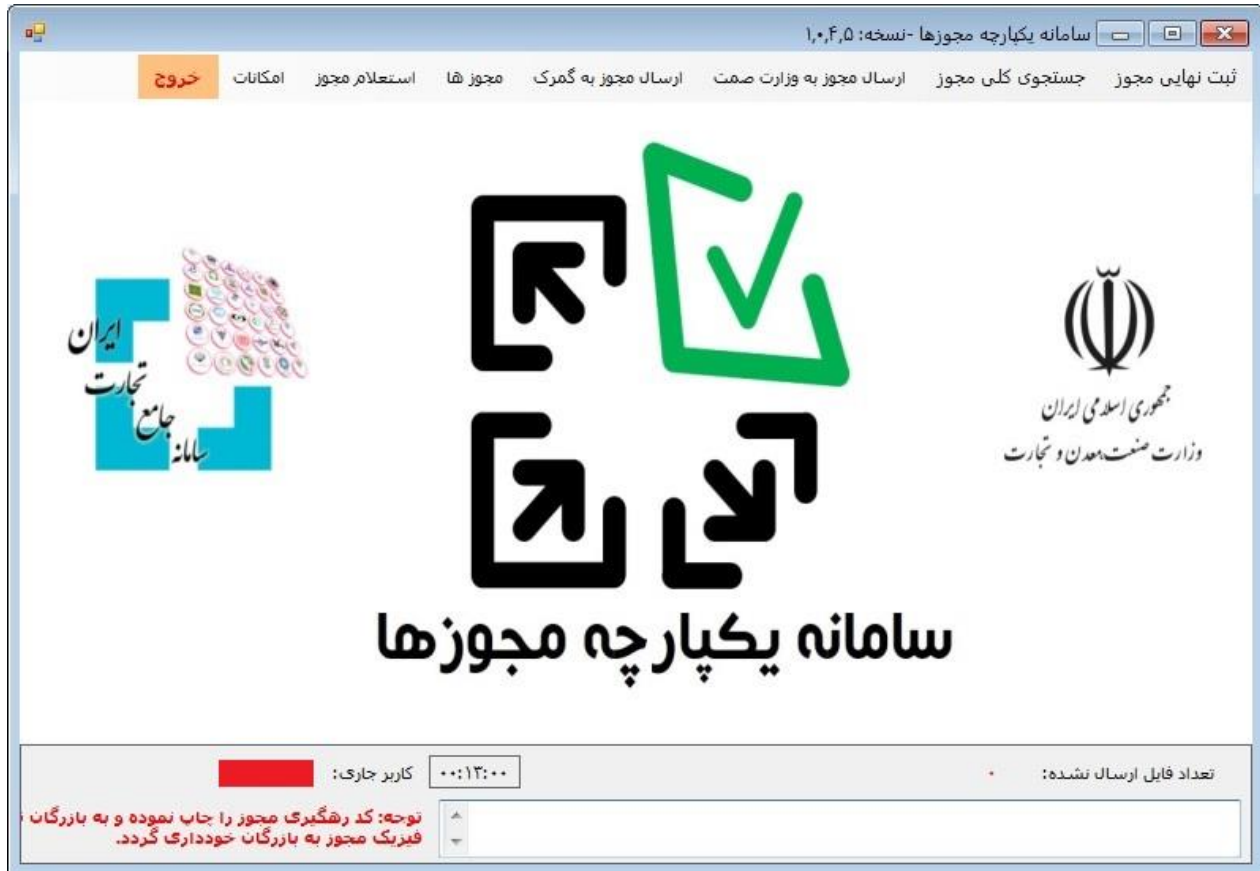 سامانه یکپارچه مجوزها -نسخه: ۱,۰,۴,۵
ثبت نهایی مجوز جستجوی کلی مجوز ارسال مجوز به وزارت صمت ارسال مجوز به گمرک مجوز ها استعلام مجوز امکانات خروج
جمهوری اسلامی ایران
وزارت صنعت، معدن و تجارت
ایران
تجارت
جامع
سامانه
سامانه یکپارچه مجوزها
تعداد فایل ارسال نشده: ۰
۰۰:۱۳:۰۰
کاربر جاری:
توجه: کد رهگیری مجوز را چاپ نموده و به بازرگان
فیزیک مجوز به بازرگان خودداری گردد.